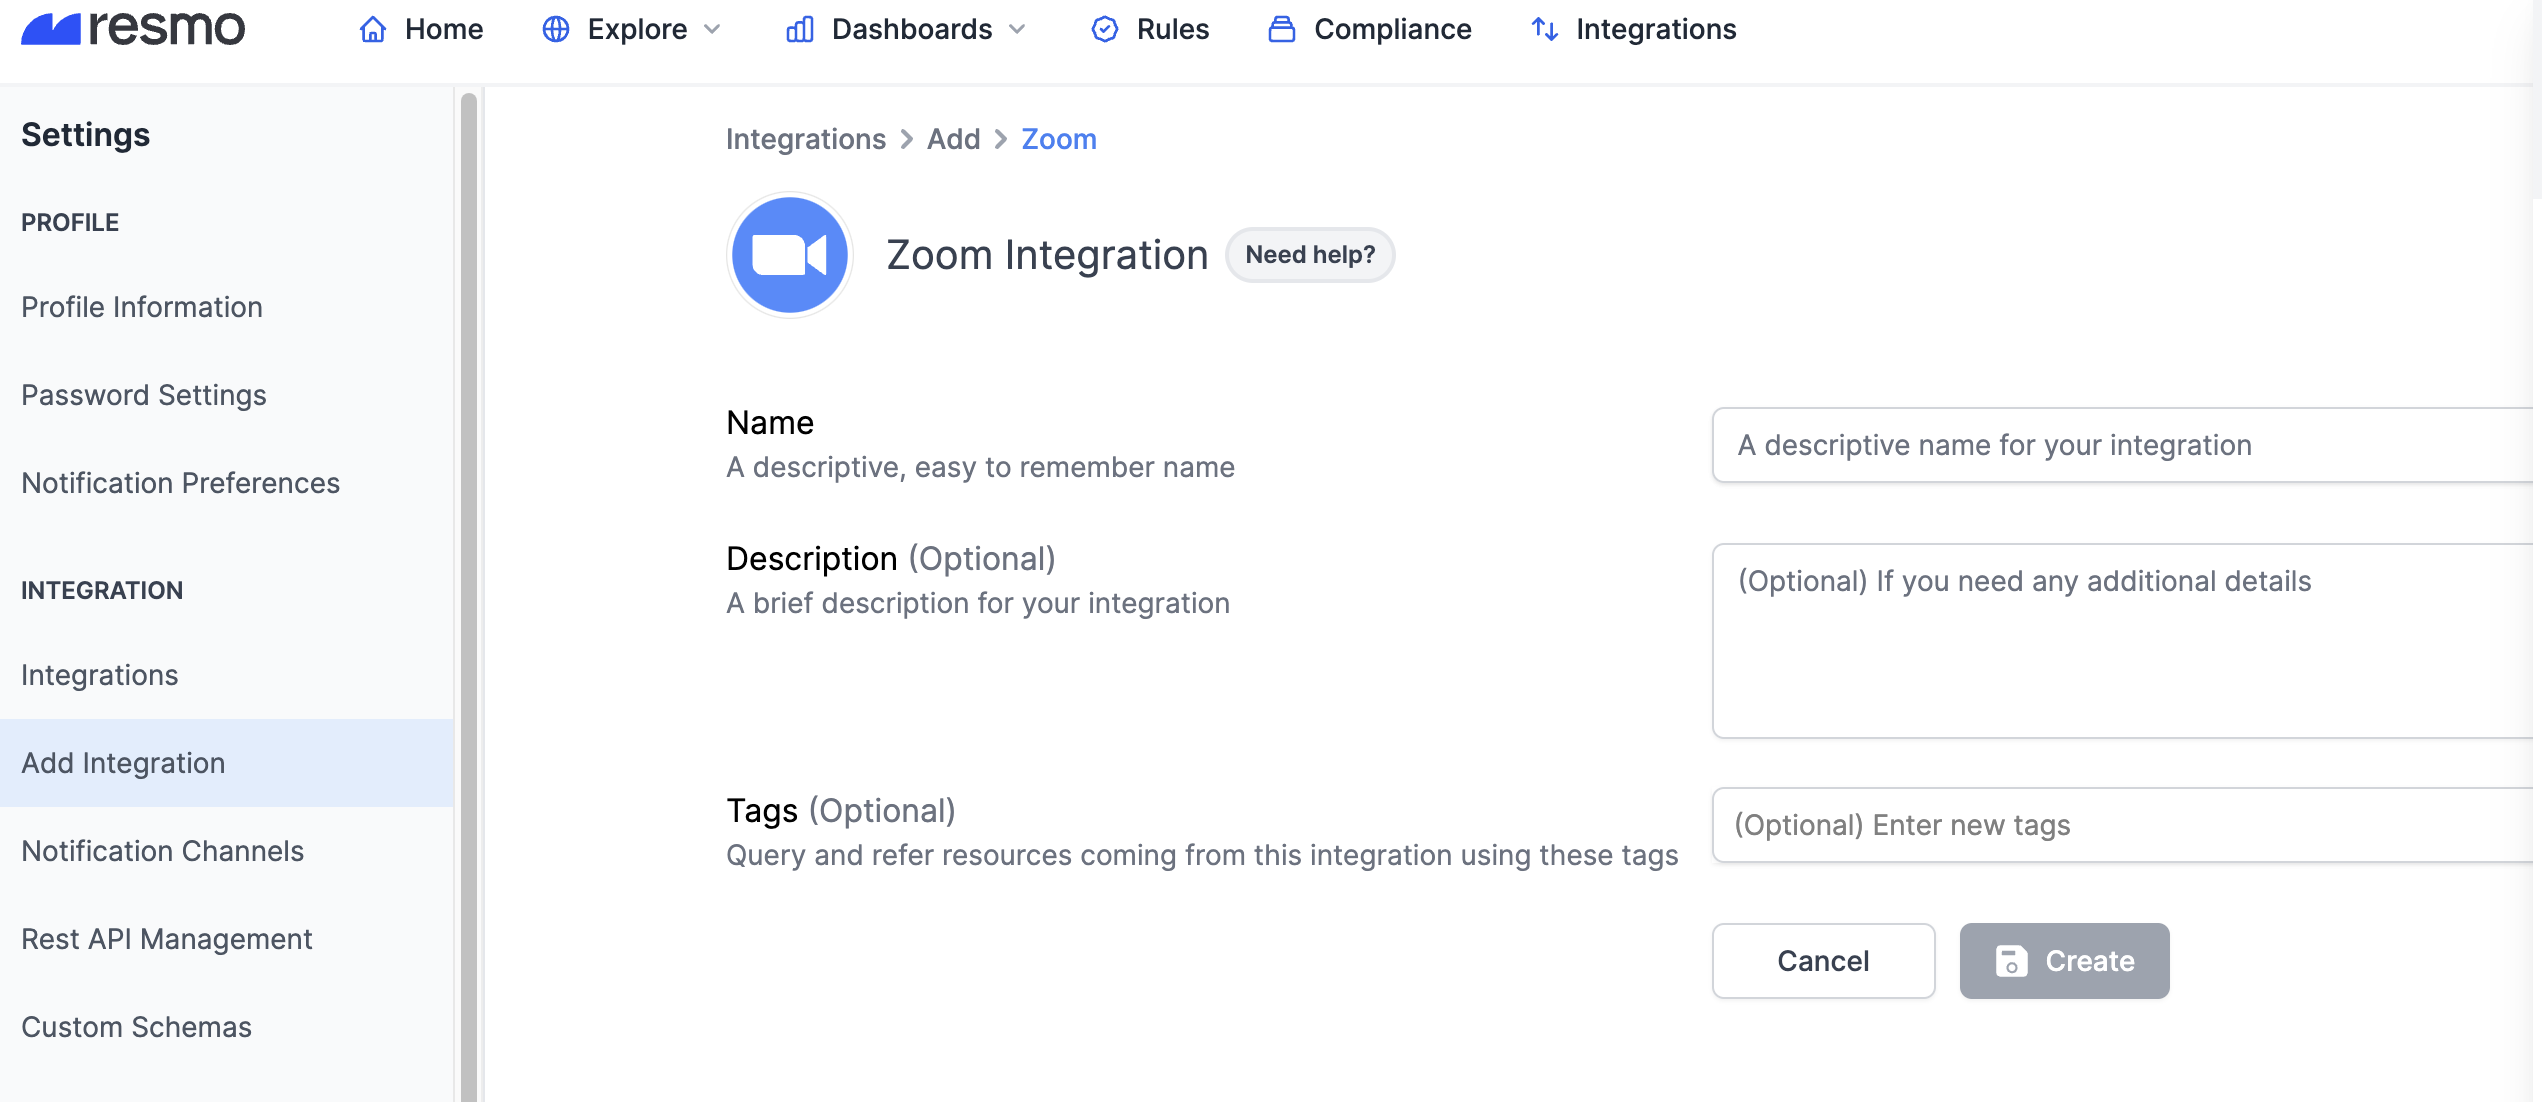 resmo
Home
Explore
Dashboards
Rules
Compliance
Integrations
Settings
PROFILE
Profile Information
Password Settings
Notification Preferences
INTEGRATION
Integrations
Add Integration
Notification Channels
Rest API Management
Custom Schemas
Integrations > Add > Zoom
Zoom Integration
Need help?
Name
A descriptive, easy to remember name
A descriptive name for your integration
Description (Optional)
A brief description for your integration
(Optional) If you need any additional details
Tags (Optional)
Query and refer resources coming from this integration using these tags
(Optional) Enter new tags
Cancel
Create